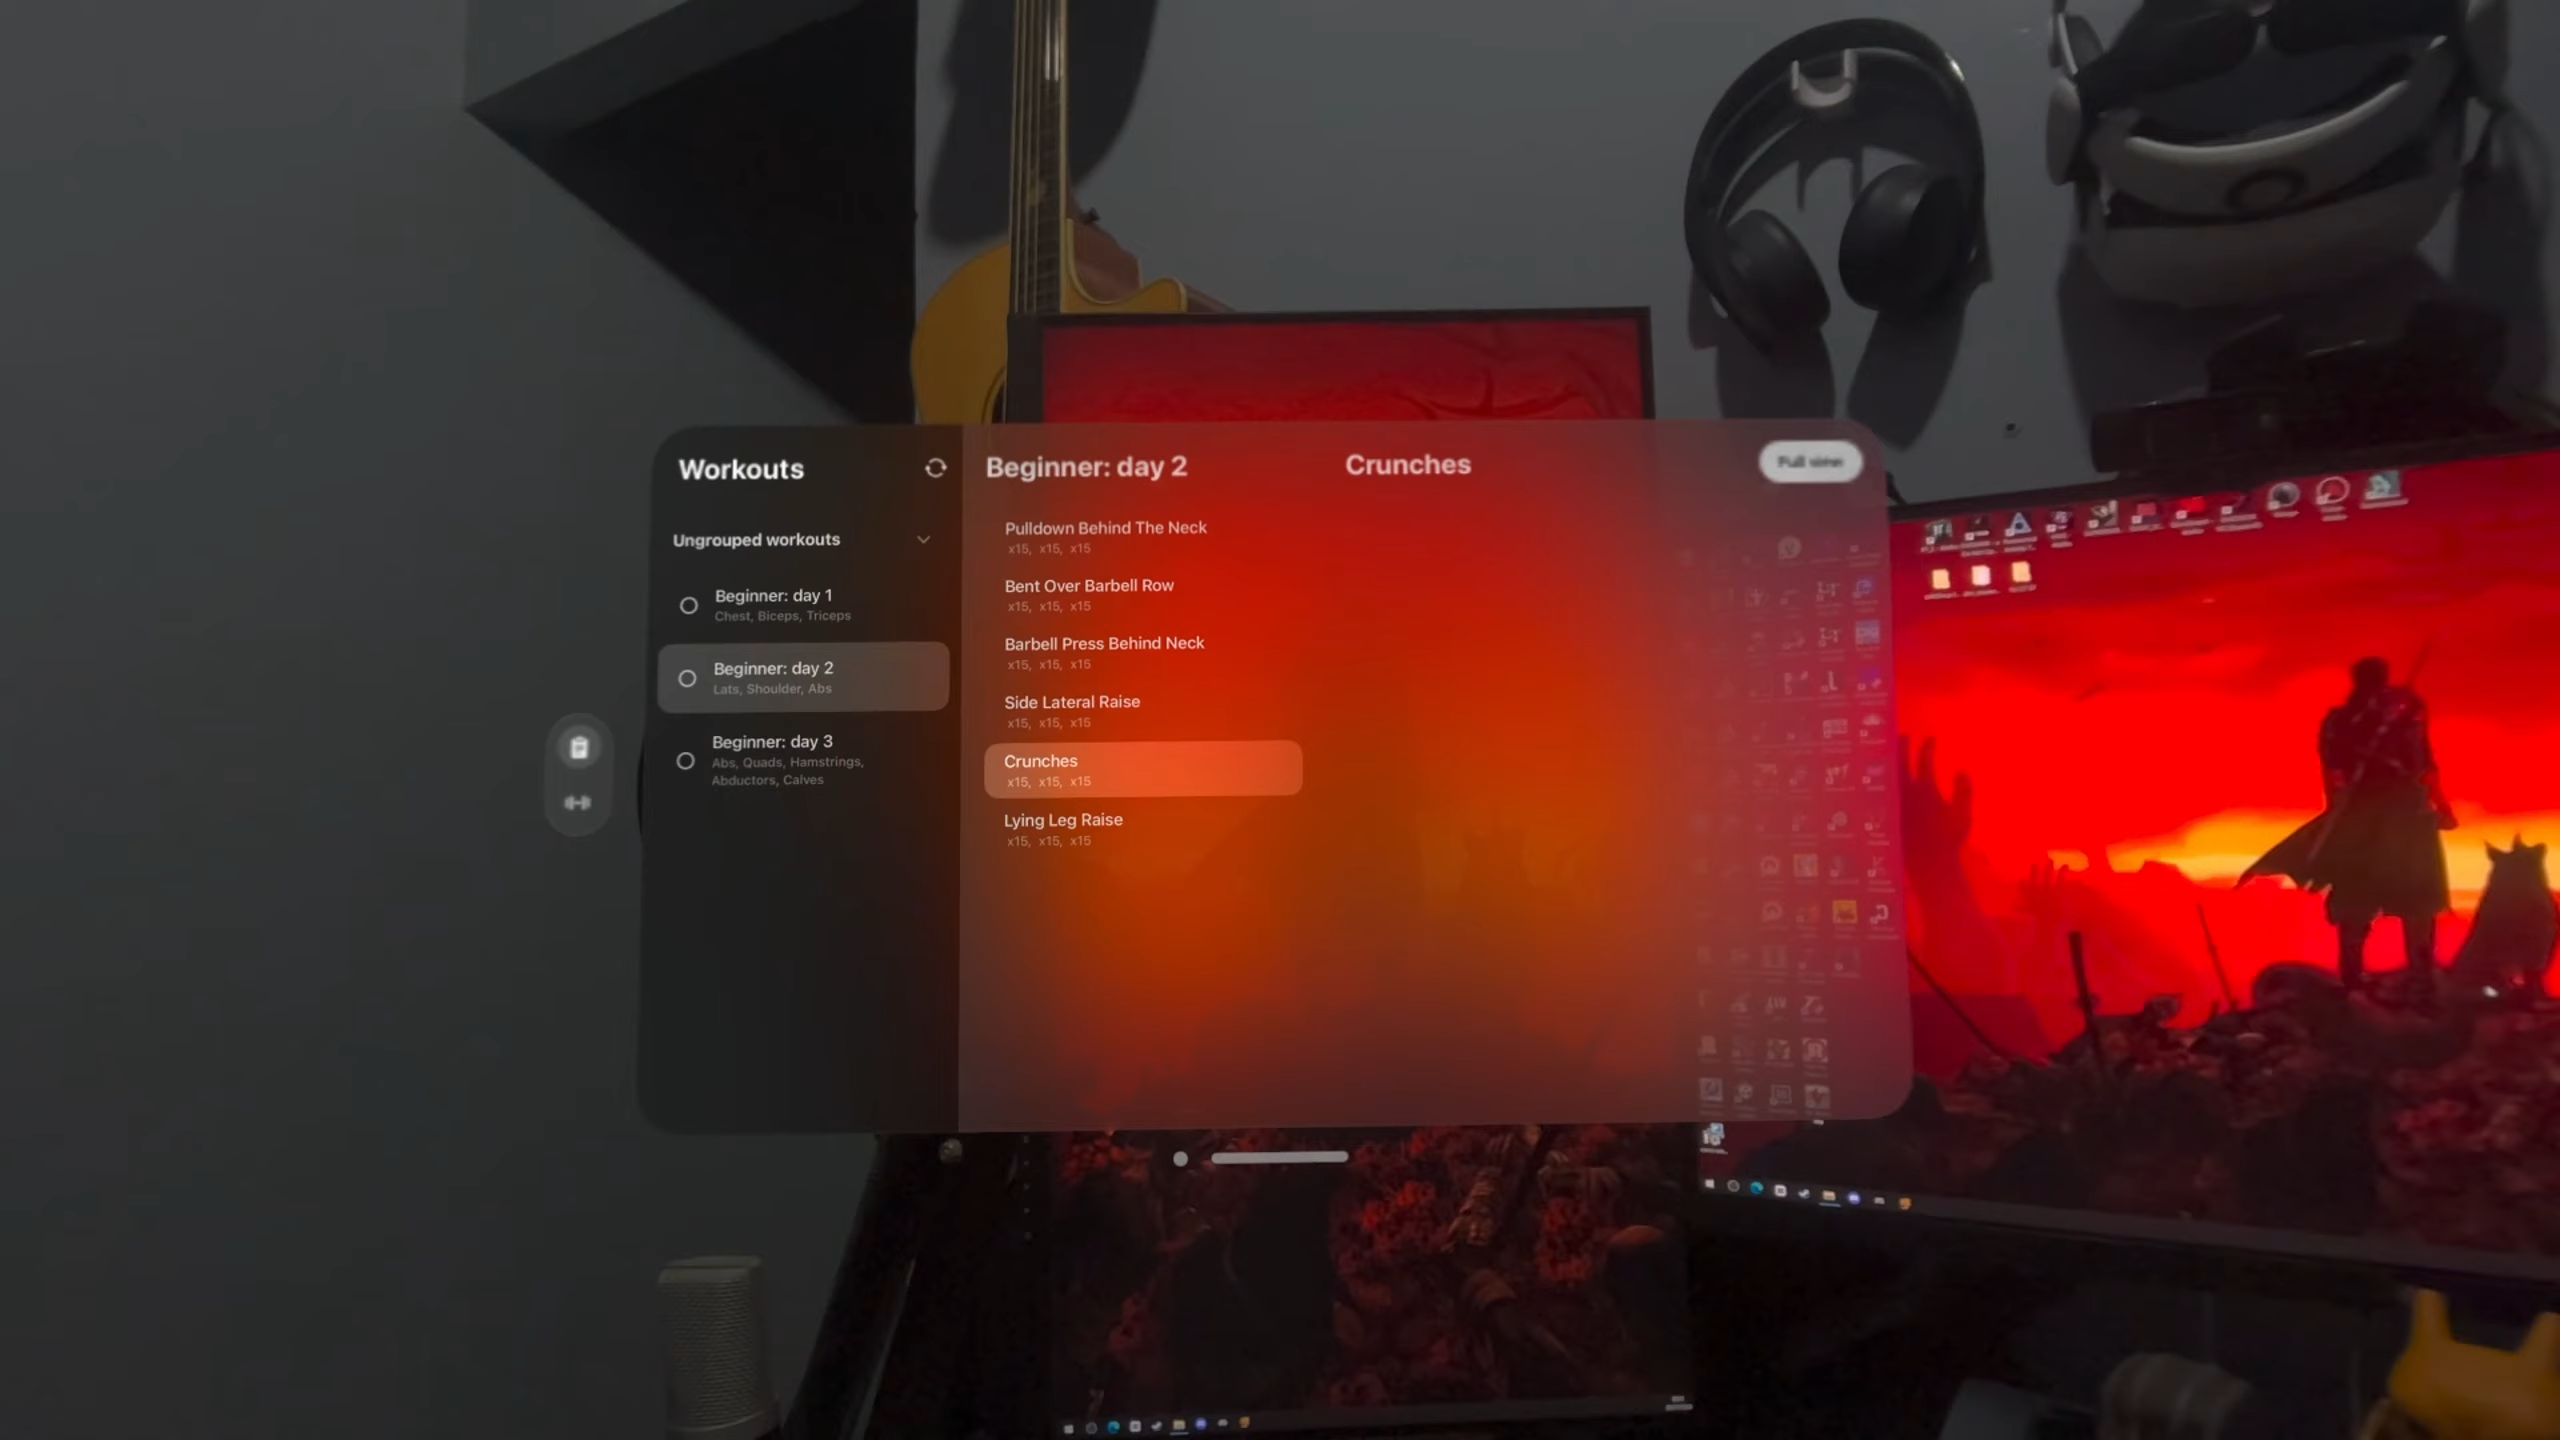 Workouts
Ungrouped workouts
Beginner: day 1
Chest, Biceps, Triceps
Beginner: day 2
Lats, Shoulder, Abs
Beginner: day 3
Abs, Quads, Hamstrings,
Abductors, Calves
Beginner: day 2
Pulldown Behind The Neck
x15, x15, x15
Bent Over Barbell Row
x15, x15, x15
Barbell Press Behind Neck
x15, x15, x15
Side Lateral Raise
x15, x15, x15
Crunches
x15, x15, x15
Lying Leg Raise
x15, x15, x15
Crunches
Full view